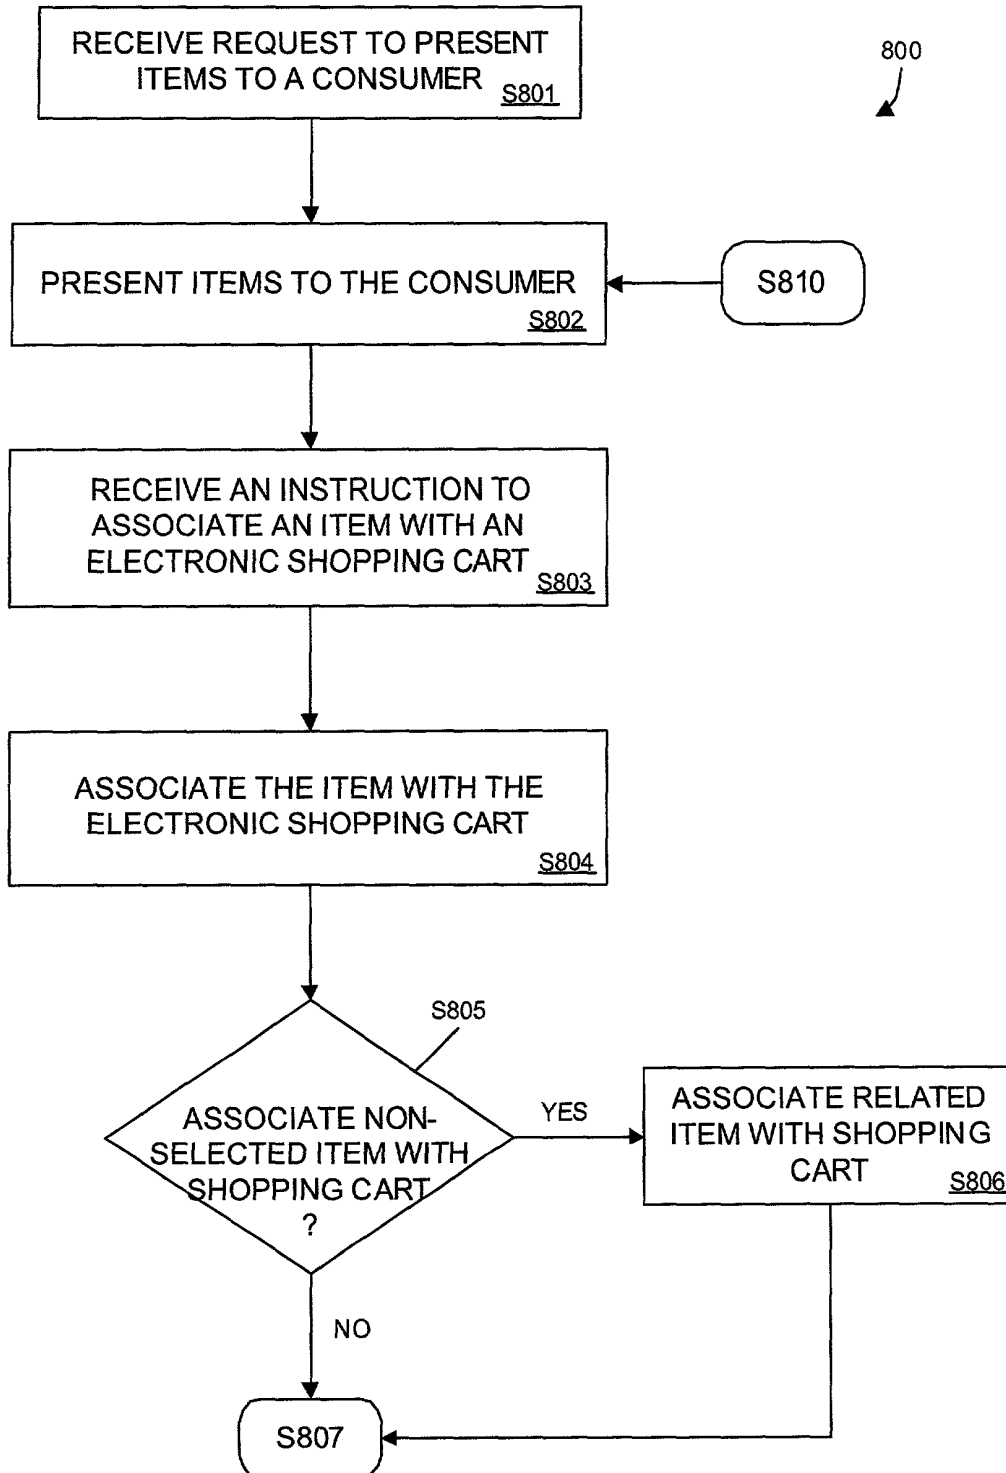 RECEIVE REQUEST TO PRESENT
ITEMS TO A CONSUMER
S801
800
PRESENT ITEMS TO THE CONSUMER
S802
S810
RECEIVE AN INSTRUCTION TO
ASSOCIATE AN ITEM WITH AN
ELECTRONIC SHOPPING CART
S803
ASSOCIATE THE ITEM WITH THE
ELECTRONIC SHOPPING CART
S804
S805
ASSOCIATE NON-
SELECTED ITEM WITH
SHOPPING CART
?
YES
ASSOCIATE RELATED
ITEM WITH SHOPPING
CART
S806
NO
S807